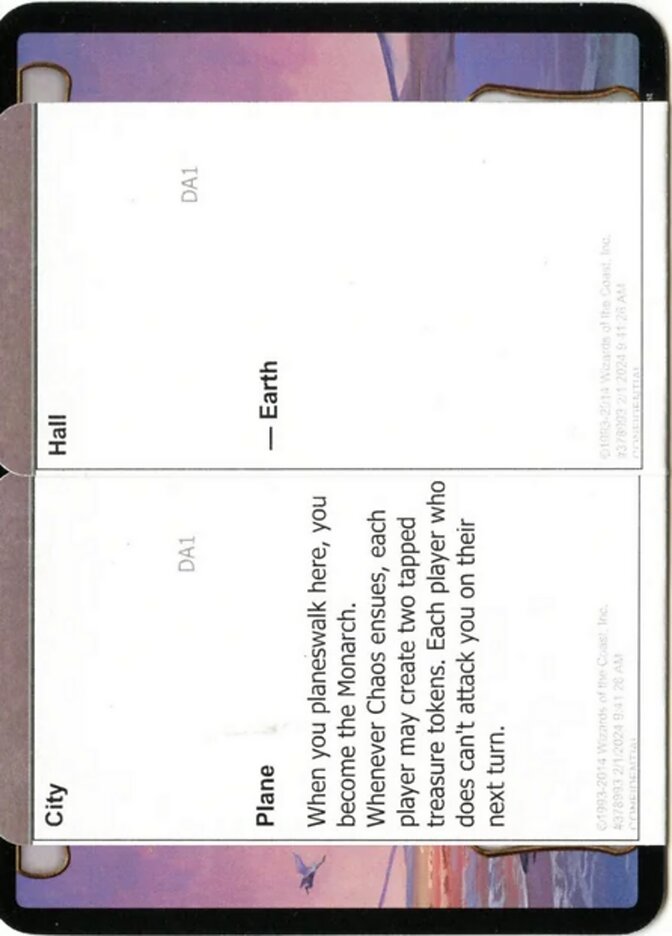 City
DA1
Plane
When you planeswalk here, you
become the Monarch.
Whenever Chaos ensues, each
player may create two tapped
treasure tokens. Each player who
does can't attack you on their
next turn.
©1993-2014 Wizards of the Coast, Inc.
#378993 2/1/2024 9:41:26 AM
CONFIDENTIAL
Hall
DA1
— Earth
©1993-2014 Wizards of the Coast, Inc.
#378993 2/1/2024 9:41:26 AM
CONFIDENTIAL